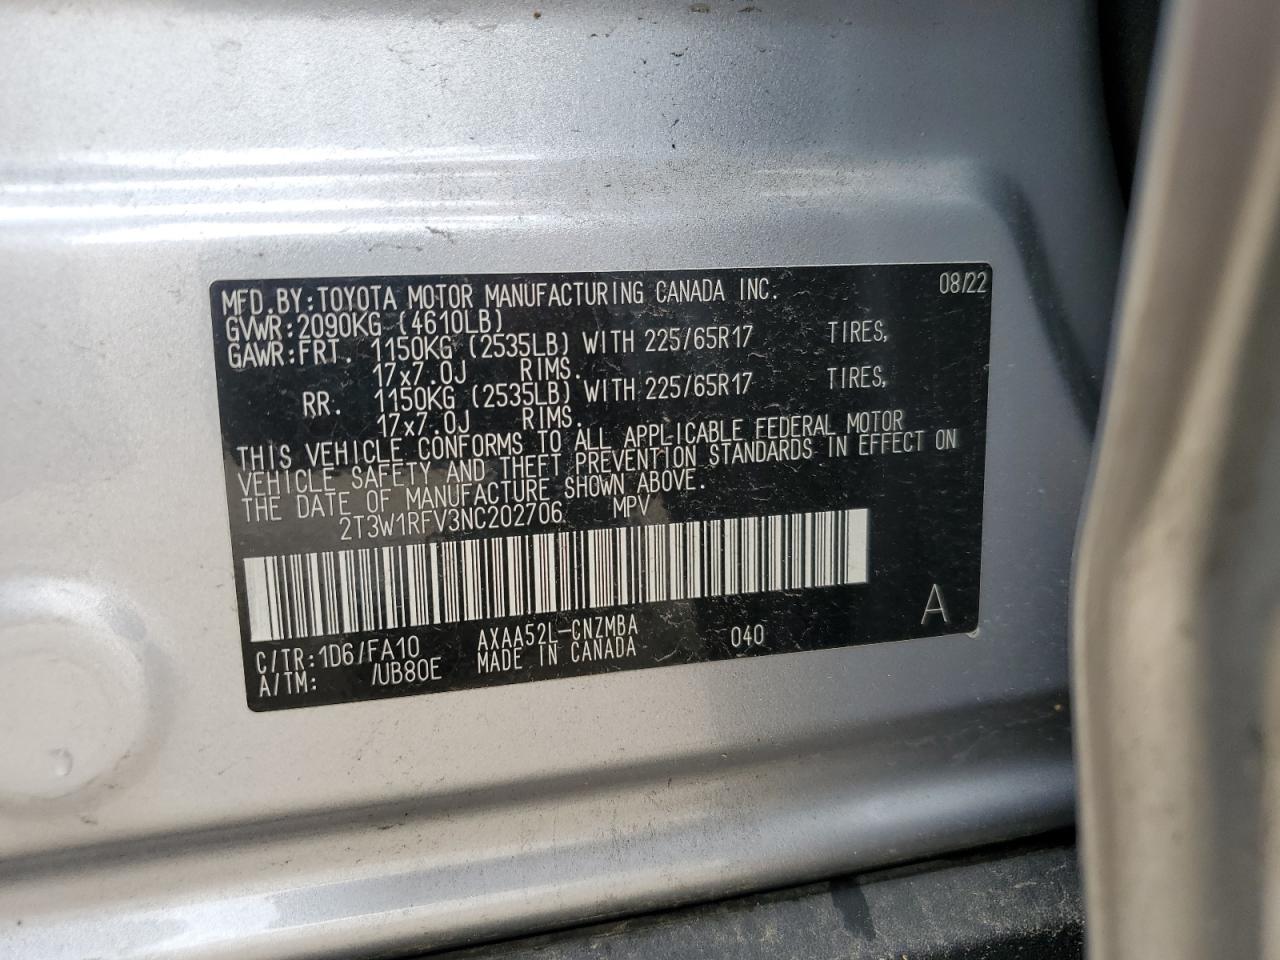 MFD.BY:TOYOTA MOTOR MANUFACTURING CANADA INC. 08/22
GVWR:2090KG (4610LB)
GAWR:FRT. 1150KG (2535LB) WITH 225/65R17 TIRES,
17x7.0J RIMS.
RR. 1150KG (2535LB) WITH 225/65R17 TIRES,
17x7.0J RIMS.
THIS VEHICLE CONFORMS TO ALL APPLICABLE FEDERAL MOTOR
VEHICLE SAFETY AND THEFT PREVENTION STANDARDS IN EFFECT ON
THE DATE OF MANUFACTURE SHOWN ABOVE.
2T3W1RFV3NC202706 MPV
A
C/TR:1D6/FA10 AXAA52L-CNZMBA 040
A/TM: /UB80E MADE IN CANADA